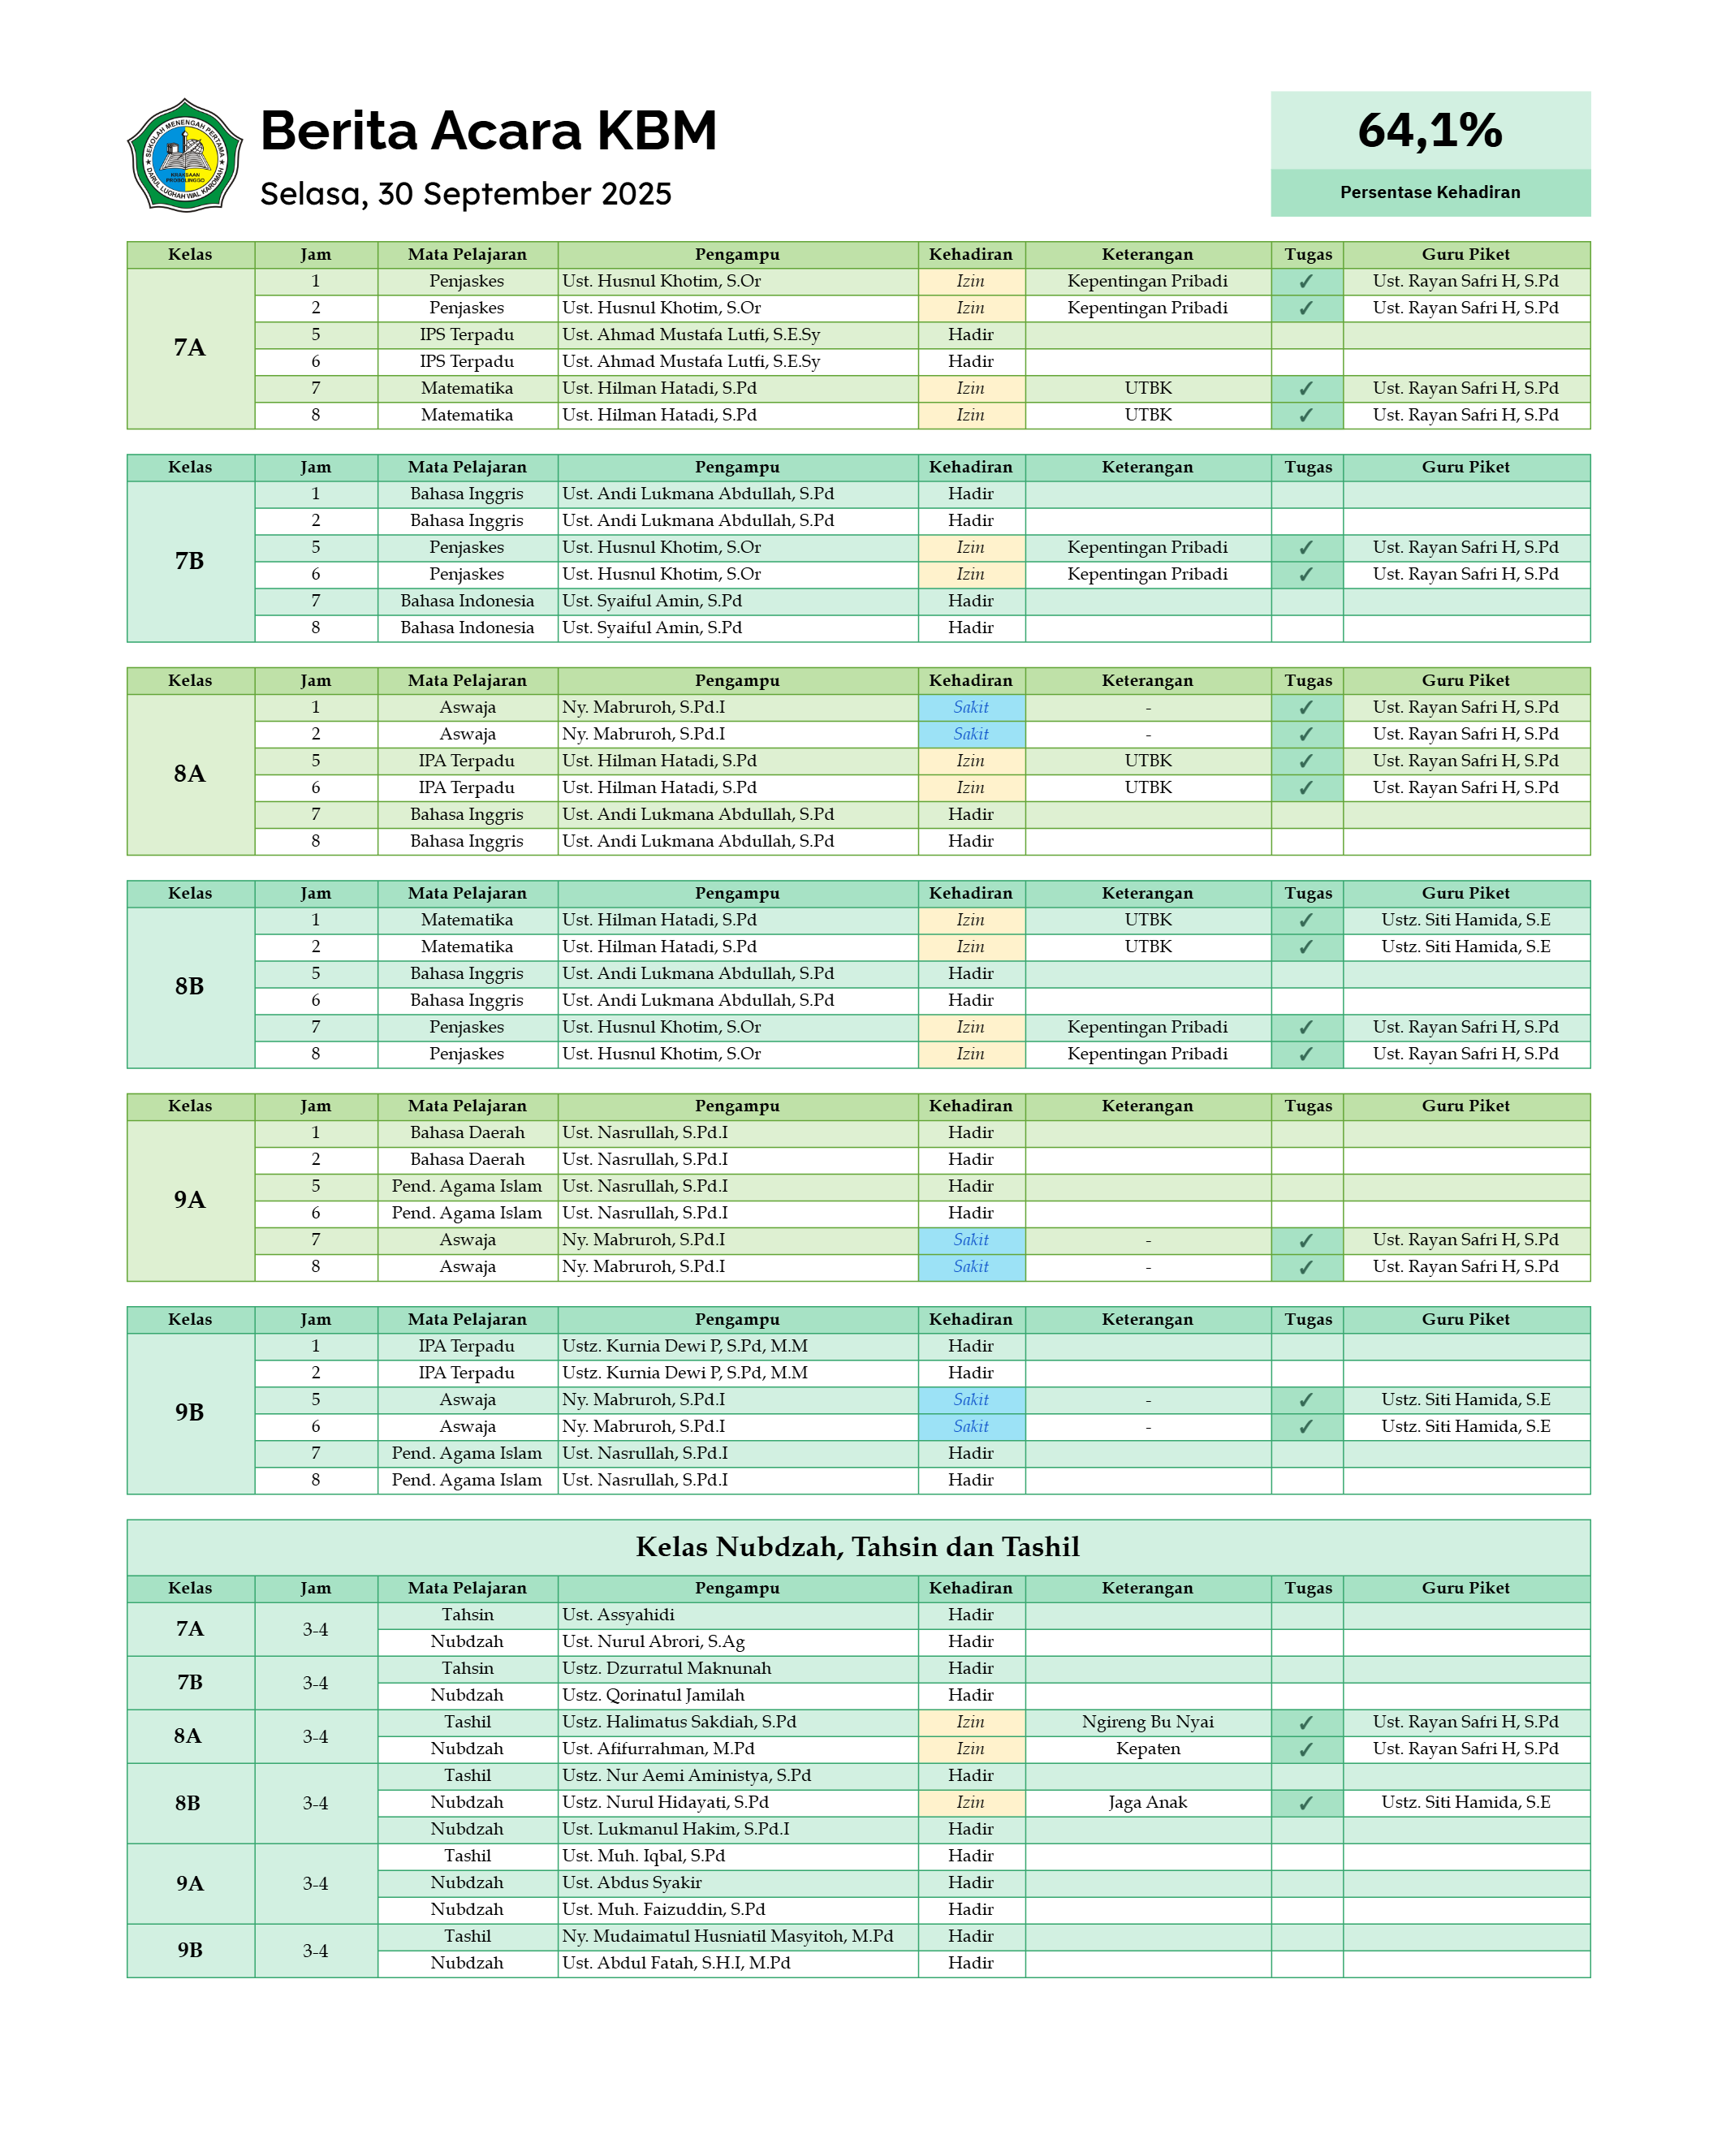 SEKOLAH MENENGAH PERTAMA
DARUL LUGHAH WAL KAROMAH
KRAKSAAN
PROBOLINGGO
Berita Acara KBM
Selasa, 30 September 2025
64,1%
Persentase Kehadiran
Kelas Jam Mata Pelajaran Pengampu Kehadiran Keterangan Tugas Guru Piket
7A
1 Penjaskes Ust. Husnul Khotim, S.Or Izin Kepentingan Pribadi ✓ Ust. Rayan Safri H, S.Pd
2 Penjaskes Ust. Husnul Khotim, S.Or Izin Kepentingan Pribadi ✓ Ust. Rayan Safri H, S.Pd
5 IPS Terpadu Ust. Ahmad Mustafa Lutfi, S.E.Sy Hadir
6 IPS Terpadu Ust. Ahmad Mustafa Lutfi, S.E.Sy Hadir
7 Matematika Ust. Hilman Hatadi, S.Pd Izin UTBK ✓ Ust. Rayan Safri H, S.Pd
8 Matematika Ust. Hilman Hatadi, S.Pd Izin UTBK ✓ Ust. Rayan Safri H, S.Pd
Kelas Jam Mata Pelajaran Pengampu Kehadiran Keterangan Tugas Guru Piket
7B
1 Bahasa Inggris Ust. Andi Lukmana Abdullah, S.Pd Hadir
2 Bahasa Inggris Ust. Andi Lukmana Abdullah, S.Pd Hadir
5 Penjaskes Ust. Husnul Khotim, S.Or Izin Kepentingan Pribadi ✓ Ust. Rayan Safri H, S.Pd
6 Penjaskes Ust. Husnul Khotim, S.Or Izin Kepentingan Pribadi ✓ Ust. Rayan Safri H, S.Pd
7 Bahasa Indonesia Ust. Syaiful Amin, S.Pd Hadir
8 Bahasa Indonesia Ust. Syaiful Amin, S.Pd Hadir
Kelas Jam Mata Pelajaran Pengampu Kehadiran Keterangan Tugas Guru Piket
8A
1 Aswaja Ny. Mabruroh, S.Pd.I Sakit - ✓ Ust. Rayan Safri H, S.Pd
2 Aswaja Ny. Mabruroh, S.Pd.I Sakit - ✓ Ust. Rayan Safri H, S.Pd
5 IPA Terpadu Ust. Hilman Hatadi, S.Pd Izin UTBK ✓ Ust. Rayan Safri H, S.Pd
6 IPA Terpadu Ust. Hilman Hatadi, S.Pd Izin UTBK ✓ Ust. Rayan Safri H, S.Pd
7 Bahasa Inggris Ust. Andi Lukmana Abdullah, S.Pd Hadir
8 Bahasa Inggris Ust. Andi Lukmana Abdullah, S.Pd Hadir
Kelas Jam Mata Pelajaran Pengampu Kehadiran Keterangan Tugas Guru Piket
8B
1 Matematika Ust. Hilman Hatadi, S.Pd Izin UTBK ✓ Ustz. Siti Hamida, S.E
2 Matematika Ust. Hilman Hatadi, S.Pd Izin UTBK ✓ Ustz. Siti Hamida, S.E
5 Bahasa Inggris Ust. Andi Lukmana Abdullah, S.Pd Hadir
6 Bahasa Inggris Ust. Andi Lukmana Abdullah, S.Pd Hadir
7 Penjaskes Ust. Husnul Khotim, S.Or Izin Kepentingan Pribadi ✓ Ust. Rayan Safri H, S.Pd
8 Penjaskes Ust. Husnul Khotim, S.Or Izin Kepentingan Pribadi ✓ Ust. Rayan Safri H, S.Pd
Kelas Jam Mata Pelajaran Pengampu Kehadiran Keterangan Tugas Guru Piket
9A
1 Bahasa Daerah Ust. Nasrullah, S.Pd.I Hadir
2 Bahasa Daerah Ust. Nasrullah, S.Pd.I Hadir
5 Pend. Agama Islam Ust. Nasrullah, S.Pd.I Hadir
6 Pend. Agama Islam Ust. Nasrullah, S.Pd.I Hadir
7 Aswaja Ny. Mabruroh, S.Pd.I Sakit - ✓ Ust. Rayan Safri H, S.Pd
8 Aswaja Ny. Mabruroh, S.Pd.I Sakit - ✓ Ust. Rayan Safri H, S.Pd
Kelas Jam Mata Pelajaran Pengampu Kehadiran Keterangan Tugas Guru Piket
9B
1 IPA Terpadu Ustz. Kurnia Dewi P, S.Pd, M.M Hadir
2 IPA Terpadu Ustz. Kurnia Dewi P, S.Pd, M.M Hadir
5 Aswaja Ny. Mabruroh, S.Pd.I Sakit - ✓ Ustz. Siti Hamida, S.E
6 Aswaja Ny. Mabruroh, S.Pd.I Sakit - ✓ Ustz. Siti Hamida, S.E
7 Pend. Agama Islam Ust. Nasrullah, S.Pd.I Hadir
8 Pend. Agama Islam Ust. Nasrullah, S.Pd.I Hadir
Kelas Nubdzah, Tahsin dan Tashil
Kelas Jam Mata Pelajaran Pengampu Kehadiran Keterangan Tugas Guru Piket
7A 3-4
Tahsin Ust. Assyahidi Hadir
Nubdzah Ust. Nurul Abrori, S.Ag Hadir
7B 3-4
Tahsin Ustz. Dzurratul Maknunah Hadir
Nubdzah Ustz. Qorinatul Jamilah Hadir
8A 3-4
Tashil Ustz. Halimatus Sakdiah, S.Pd Izin Ngireng Bu Nyai ✓ Ust. Rayan Safri H, S.Pd
Nubdzah Ust. Afifurrahman, M.Pd Izin Kepaten ✓ Ust. Rayan Safri H, S.Pd
8B 3-4
Tashil Ustz. Nur Aemi Aministya, S.Pd Hadir
Nubdzah Ustz. Nurul Hidayati, S.Pd Izin Jaga Anak ✓ Ustz. Siti Hamida, S.E
Nubdzah Ust. Lukmanul Hakim, S.Pd.I Hadir
9A 3-4
Tashil Ust. Muh. Iqbal, S.Pd Hadir
Nubdzah Ust. Abdus Syakir Hadir
Nubdzah Ust. Muh. Faizuddin, S.Pd Hadir
9B 3-4
Tashil Ny. Mudaimatul Husniatil Masyitoh, M.Pd Hadir
Nubdzah Ust. Abdul Fatah, S.H.I, M.Pd Hadir